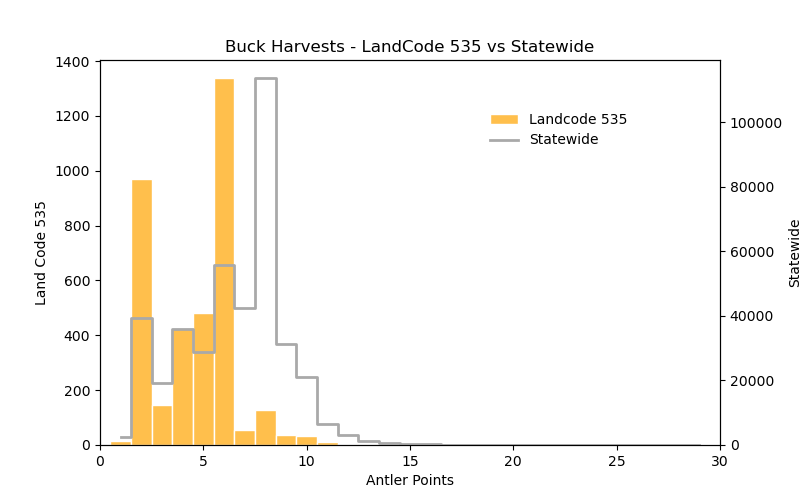 Buck Harvests - LandCode 535 vs Statewide
Land Code 535
1400
1200
1000
800
600
400
200
0
Landcode 535
Statewide
100000
80000
60000
40000
20000
0
Statewide
0 5 10 15 20 25 30
Antler Points